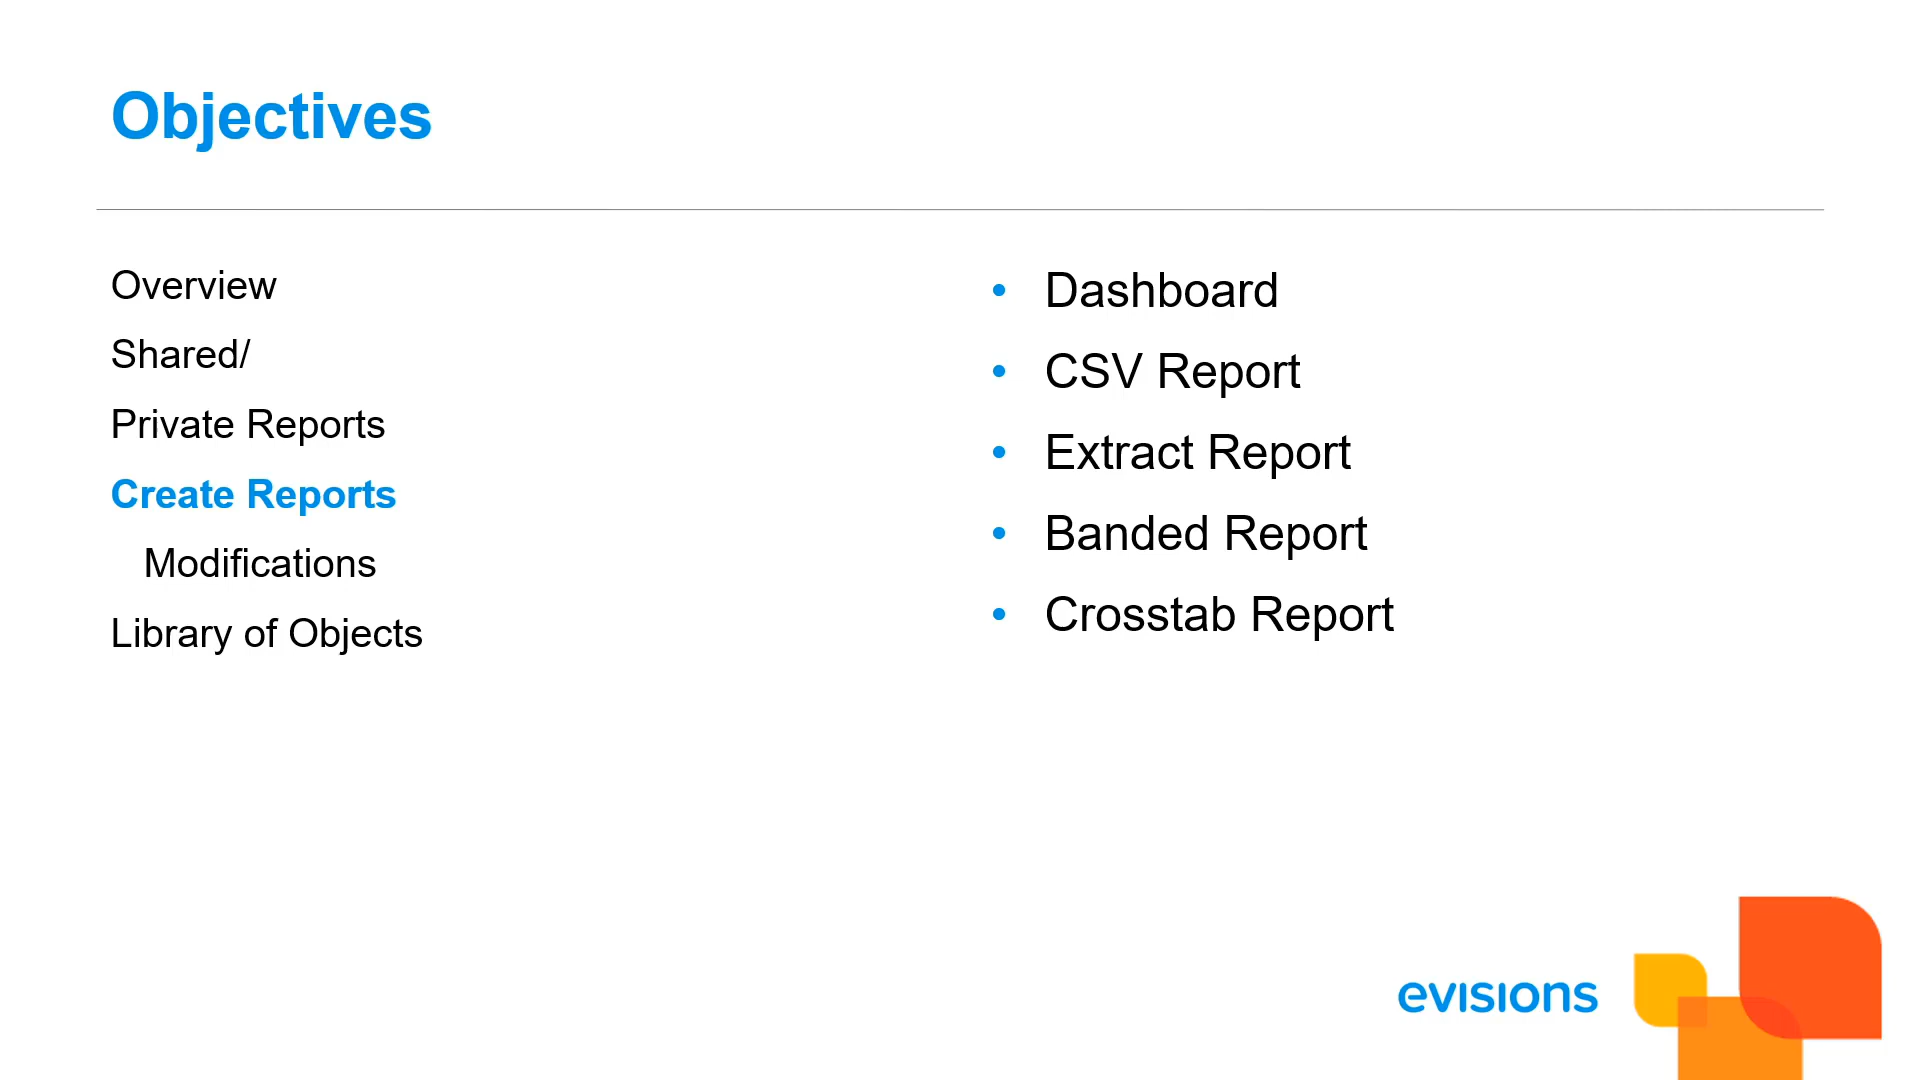 Objectives
Overview
Shared/
Private Reports
Create Reports
Modifications
Library of Objects
• Dashboard
• CSV Report
• Extract Report
• Banded Report
• Crosstab Report
evisions